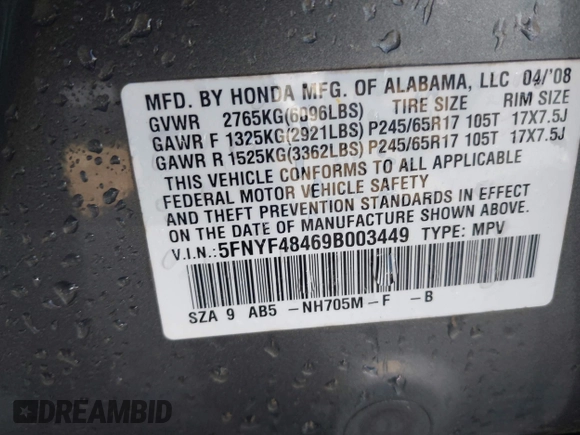 MFD. BY HONDA MFG. OF ALABAMA, LLC 04/'08
GVWR 2765KG(6096LBS) TIRE SIZE RIM SIZE
GAWR F 1325KG(2921LBS) P245/65R17 105T 17X7.5J
GAWR R 1525KG(3362LBS) P245/65R17 105T 17X7.5J
THIS VEHICLE CONFORMS TO ALL APPLICABLE
FEDERAL MOTOR VEHICLE SAFETY
AND THEFT PREVENTION STANDARDS IN EFFECT
ON THE DATE OF MANUFACTURE SHOWN ABOVE.
V.I.N.: 5FNYF48469B003449 TYPE: MPV
SZA 9 AB5 -NH705M-F -B
DREAMBID